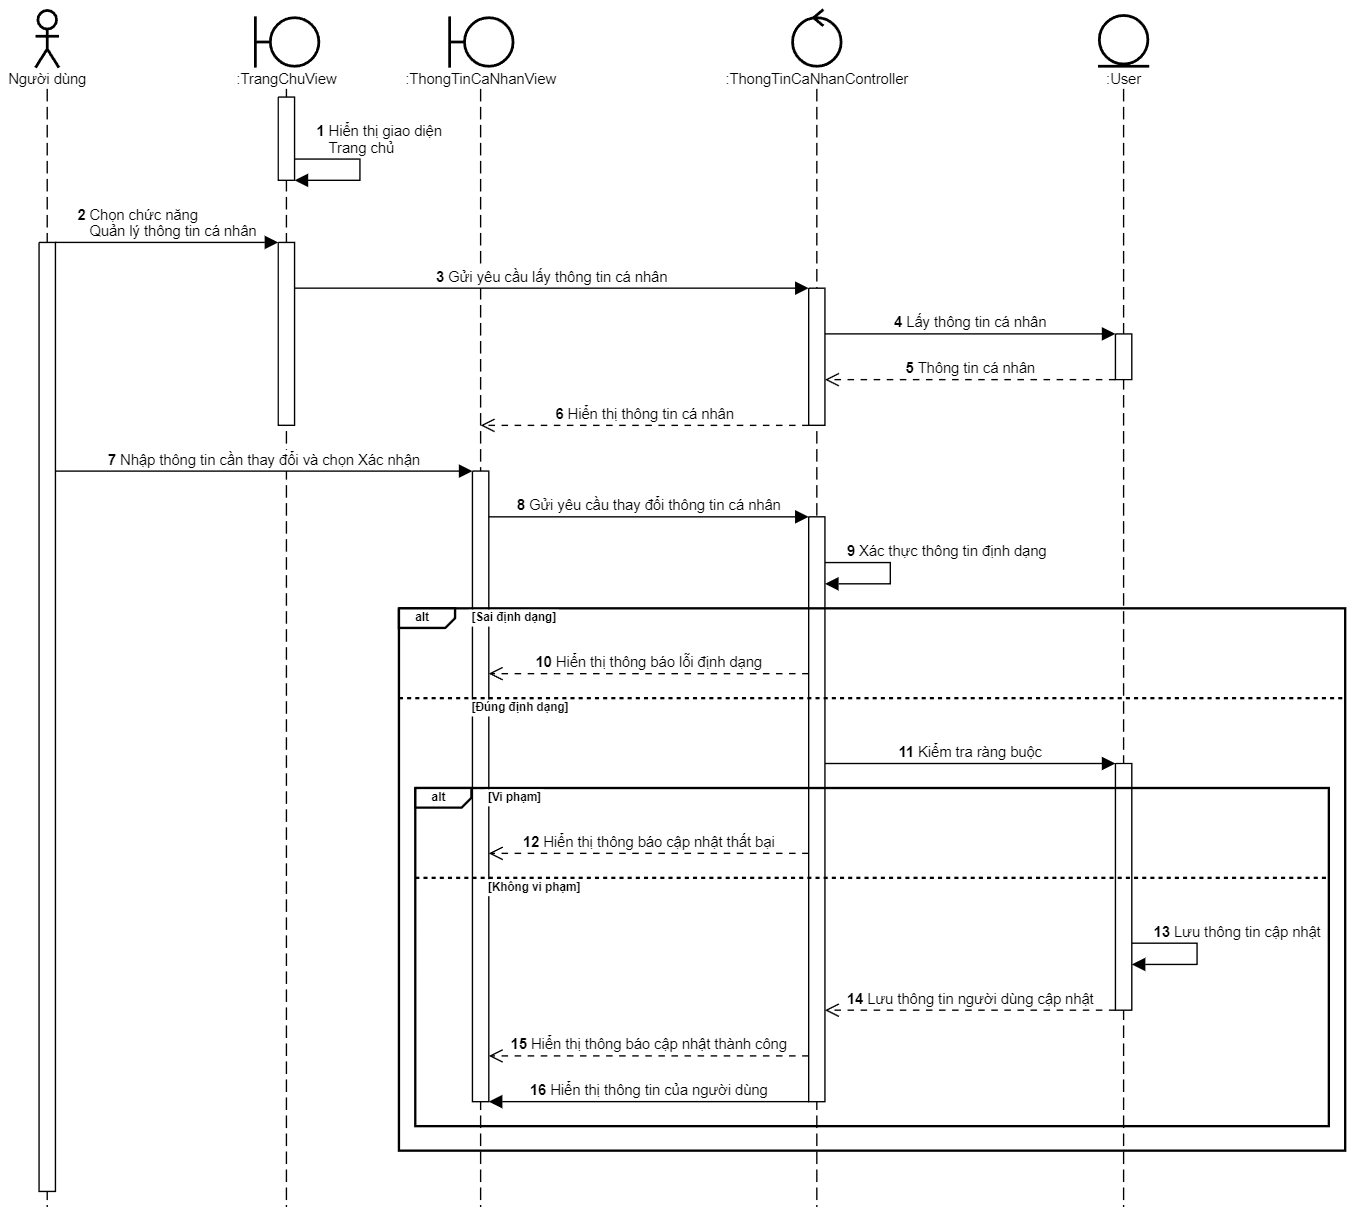 Người dùng
:TrangChuView
:ThongTinCaNhanView
:ThongTinCaNhanController
:User
1 Hiển thị giao diện
Trang chủ
2 Chọn chức năng
Quản lý thông tin cá nhân
3 Gửi yêu cầu lấy thông tin cá nhân
4 Lấy thông tin cá nhân
5 Thông tin cá nhân
6 Hiển thị thông tin cá nhân
7 Nhập thông tin cần thay đổi và chọn Xác nhận
8 Gửi yêu cầu thay đổi thông tin cá nhân
9 Xác thực thông tin định dạng
alt
[Sai định dạng]
10 Hiển thị thông báo lỗi định dạng
[Đúng định dạng]
11 Kiểm tra ràng buộc
alt
[Vi phạm]
12 Hiển thị thông báo cập nhật thất bại
[Không vi phạm]
13 Lưu thông tin cập nhật
14 Lưu thông tin người dùng cập nhật
15 Hiển thị thông báo cập nhật thành công
16 Hiển thị thông tin của người dùng